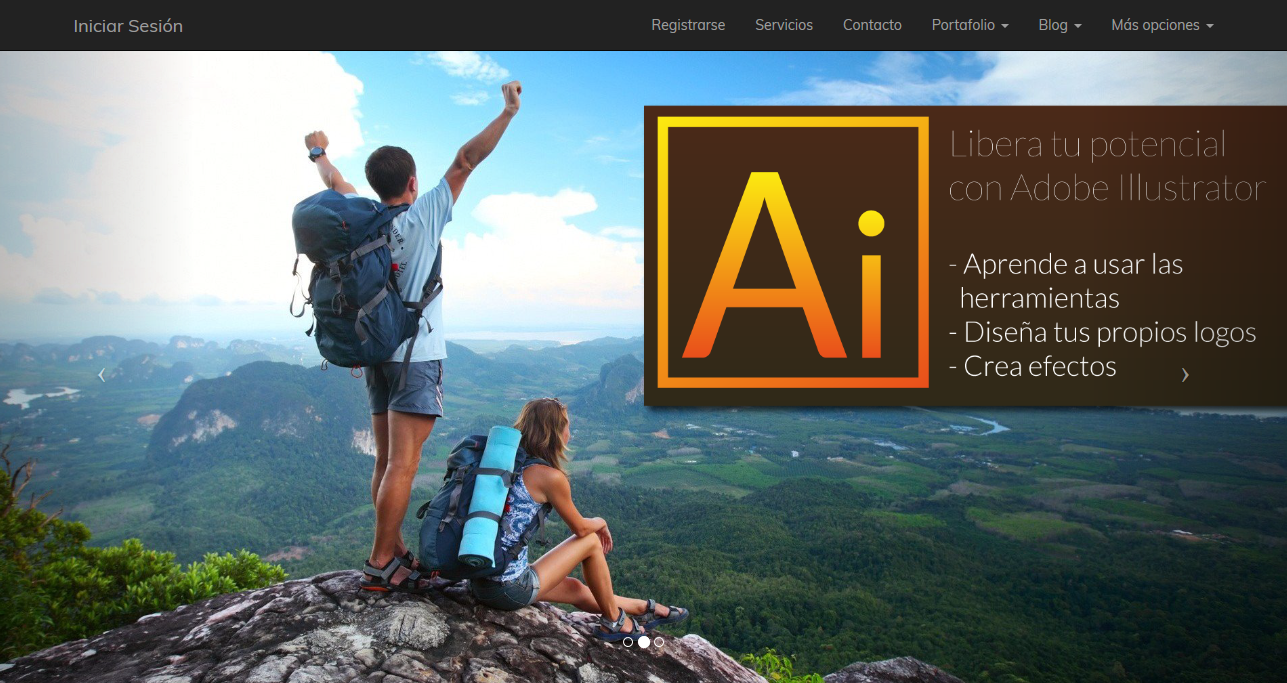 Iniciar Sesión
Registrarse
Servicios
Contacto
Portafolio
Blog
Más opciones
Ai
Libera tu potencial
con Adobe Illustrator
- Aprende a usar las
herramientas
- Diseña tus propios logos
- Crea efectos